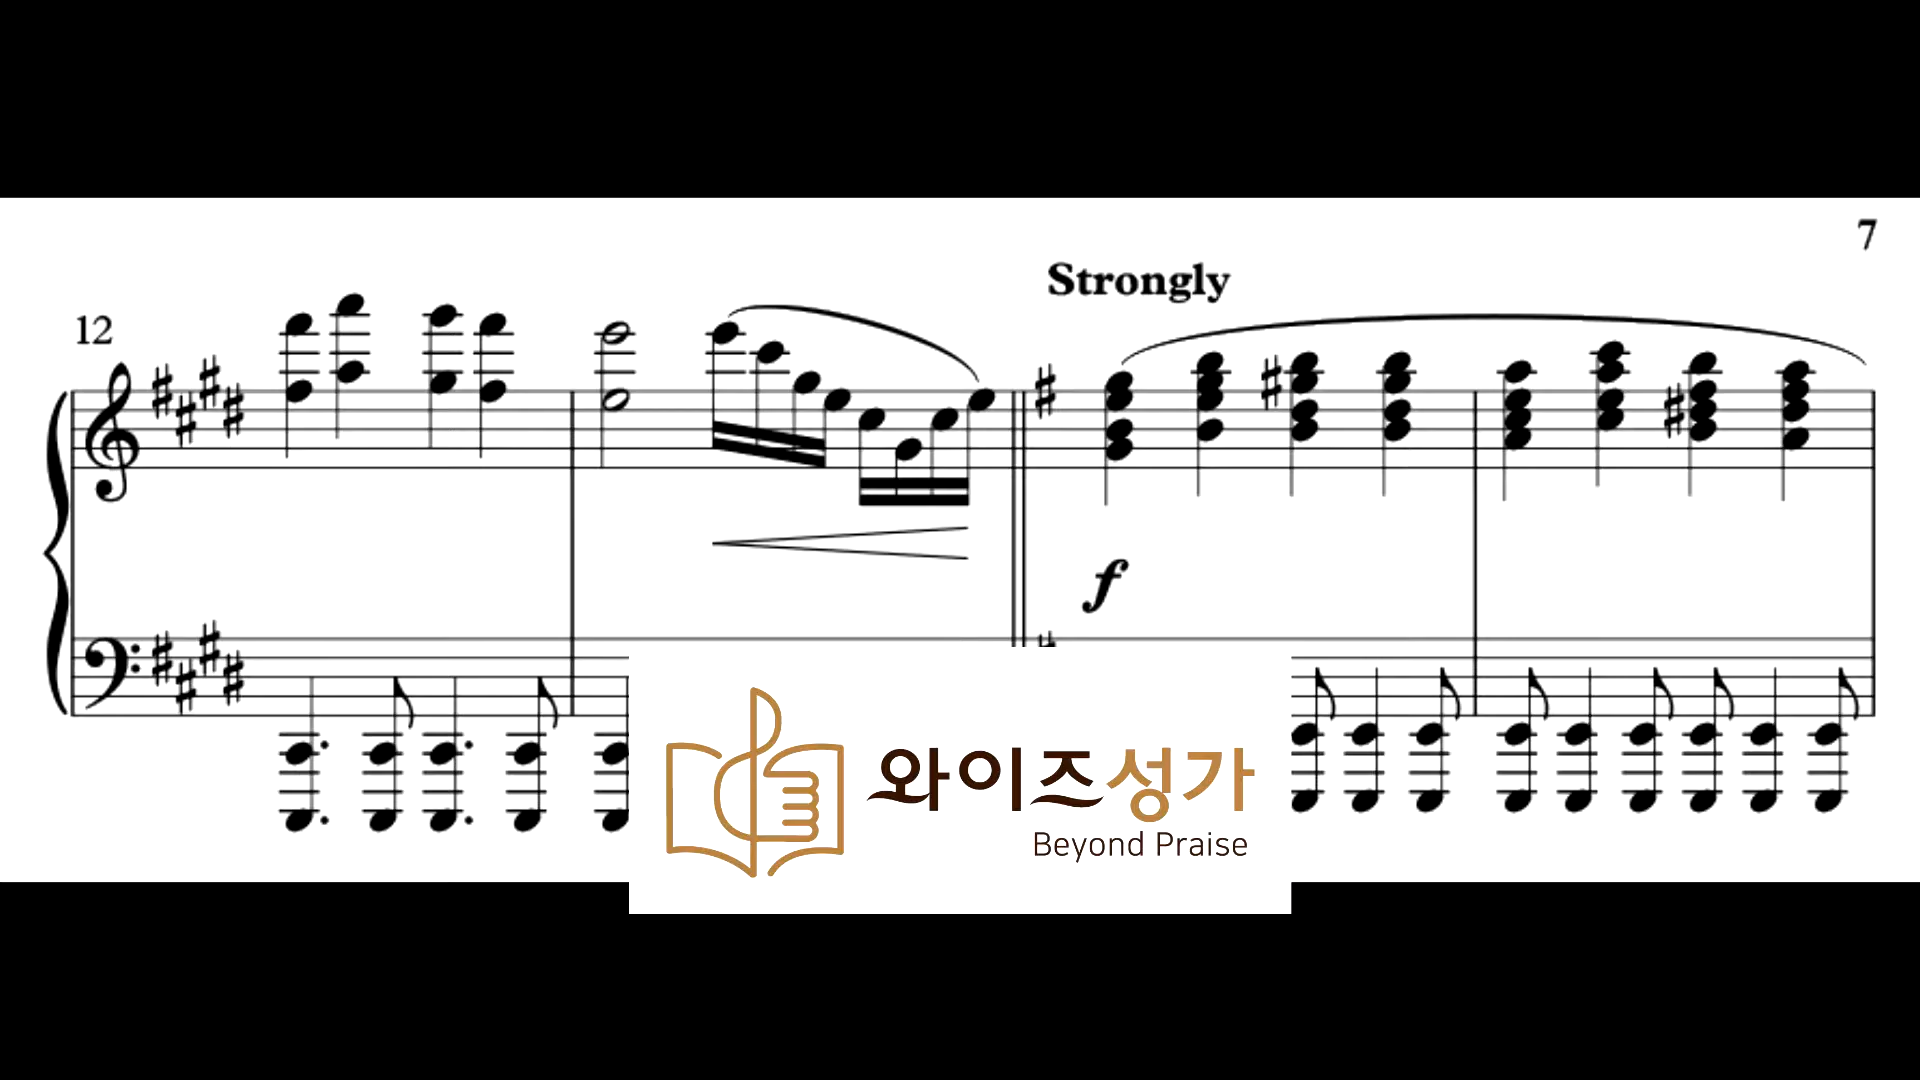 7
Strongly
12
f
와이즈성가
Beyond Praise